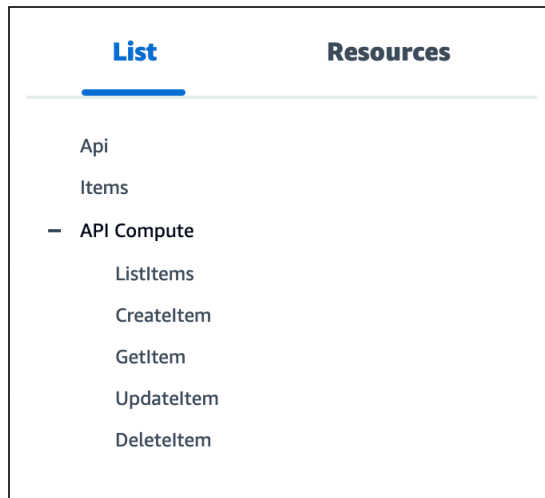 List Resources
Api
Items
API Compute
ListItems
CreateItem
GetItem
UpdateItem
DeleteItem